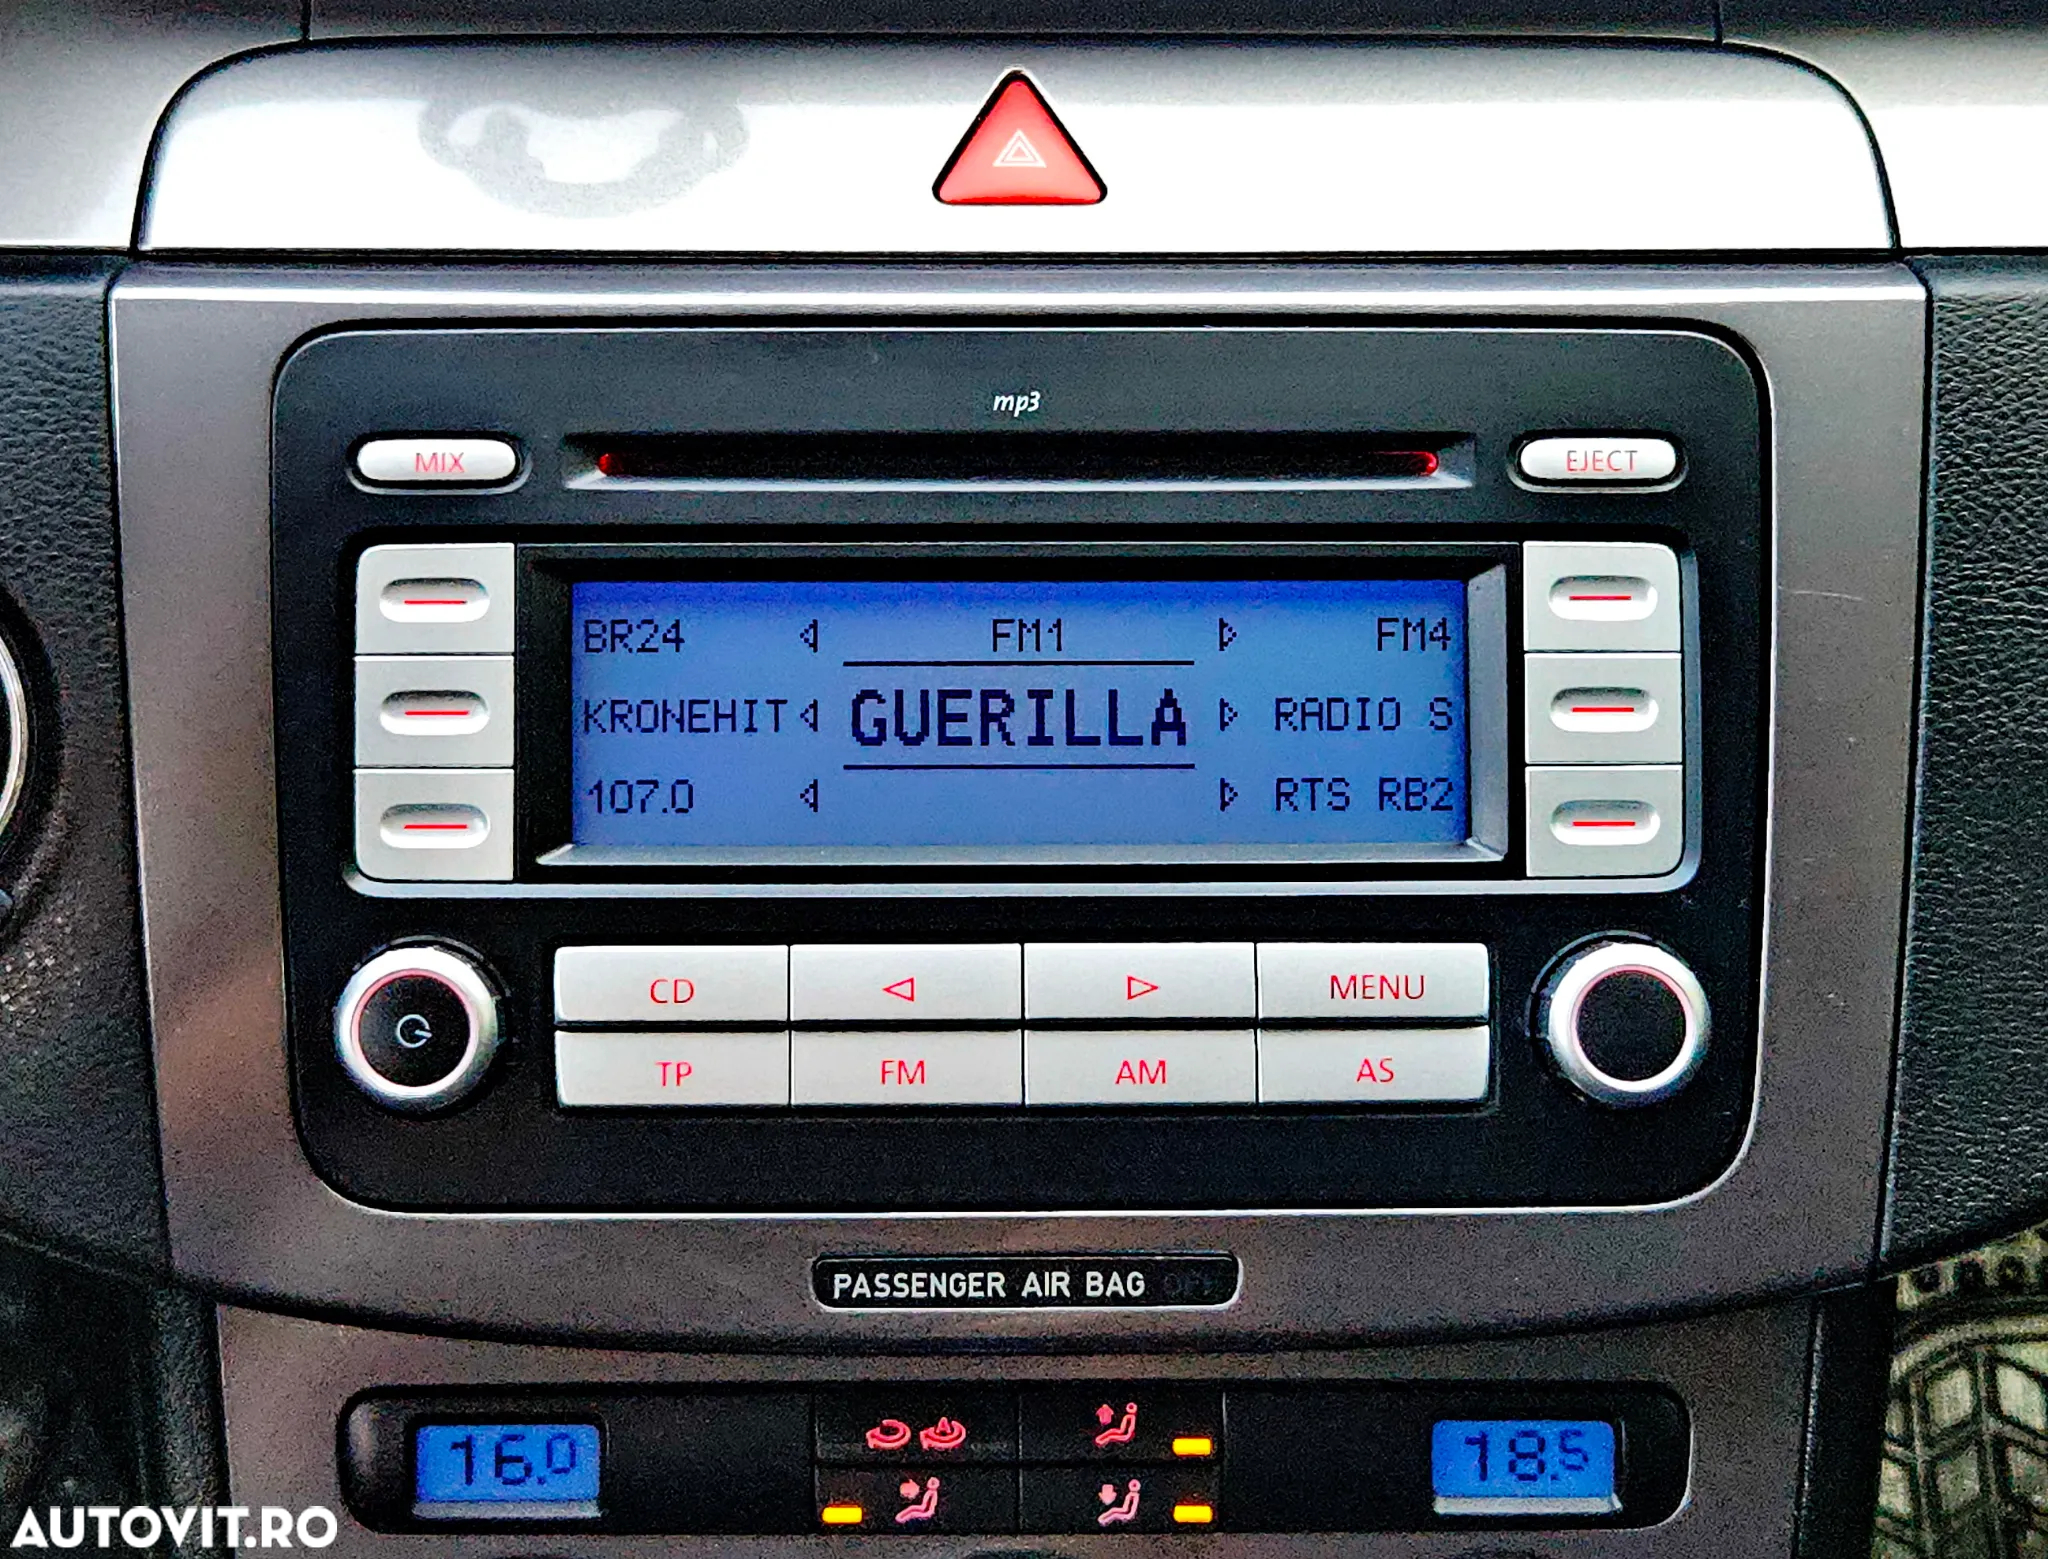 mp3
MIX
EJECT
BR24 FM1 FM4
KRONEHIT GUERILLA RADIO S
107.0 RTS RB2
CD MENU
TP FM AM AS
PASSENGER AIR BAG OFF
16.0 18.5
AUTOVIT.RO